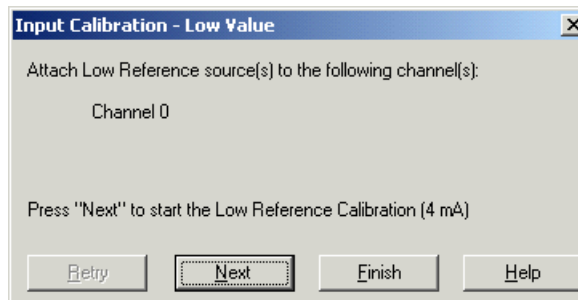 Input Calibration - Low Value
Attach Low Reference source(s) to the following channel(s):
Channel 0
Press "Next" to start the Low Reference Calibration (4 mA)
Retry Next Finish Help